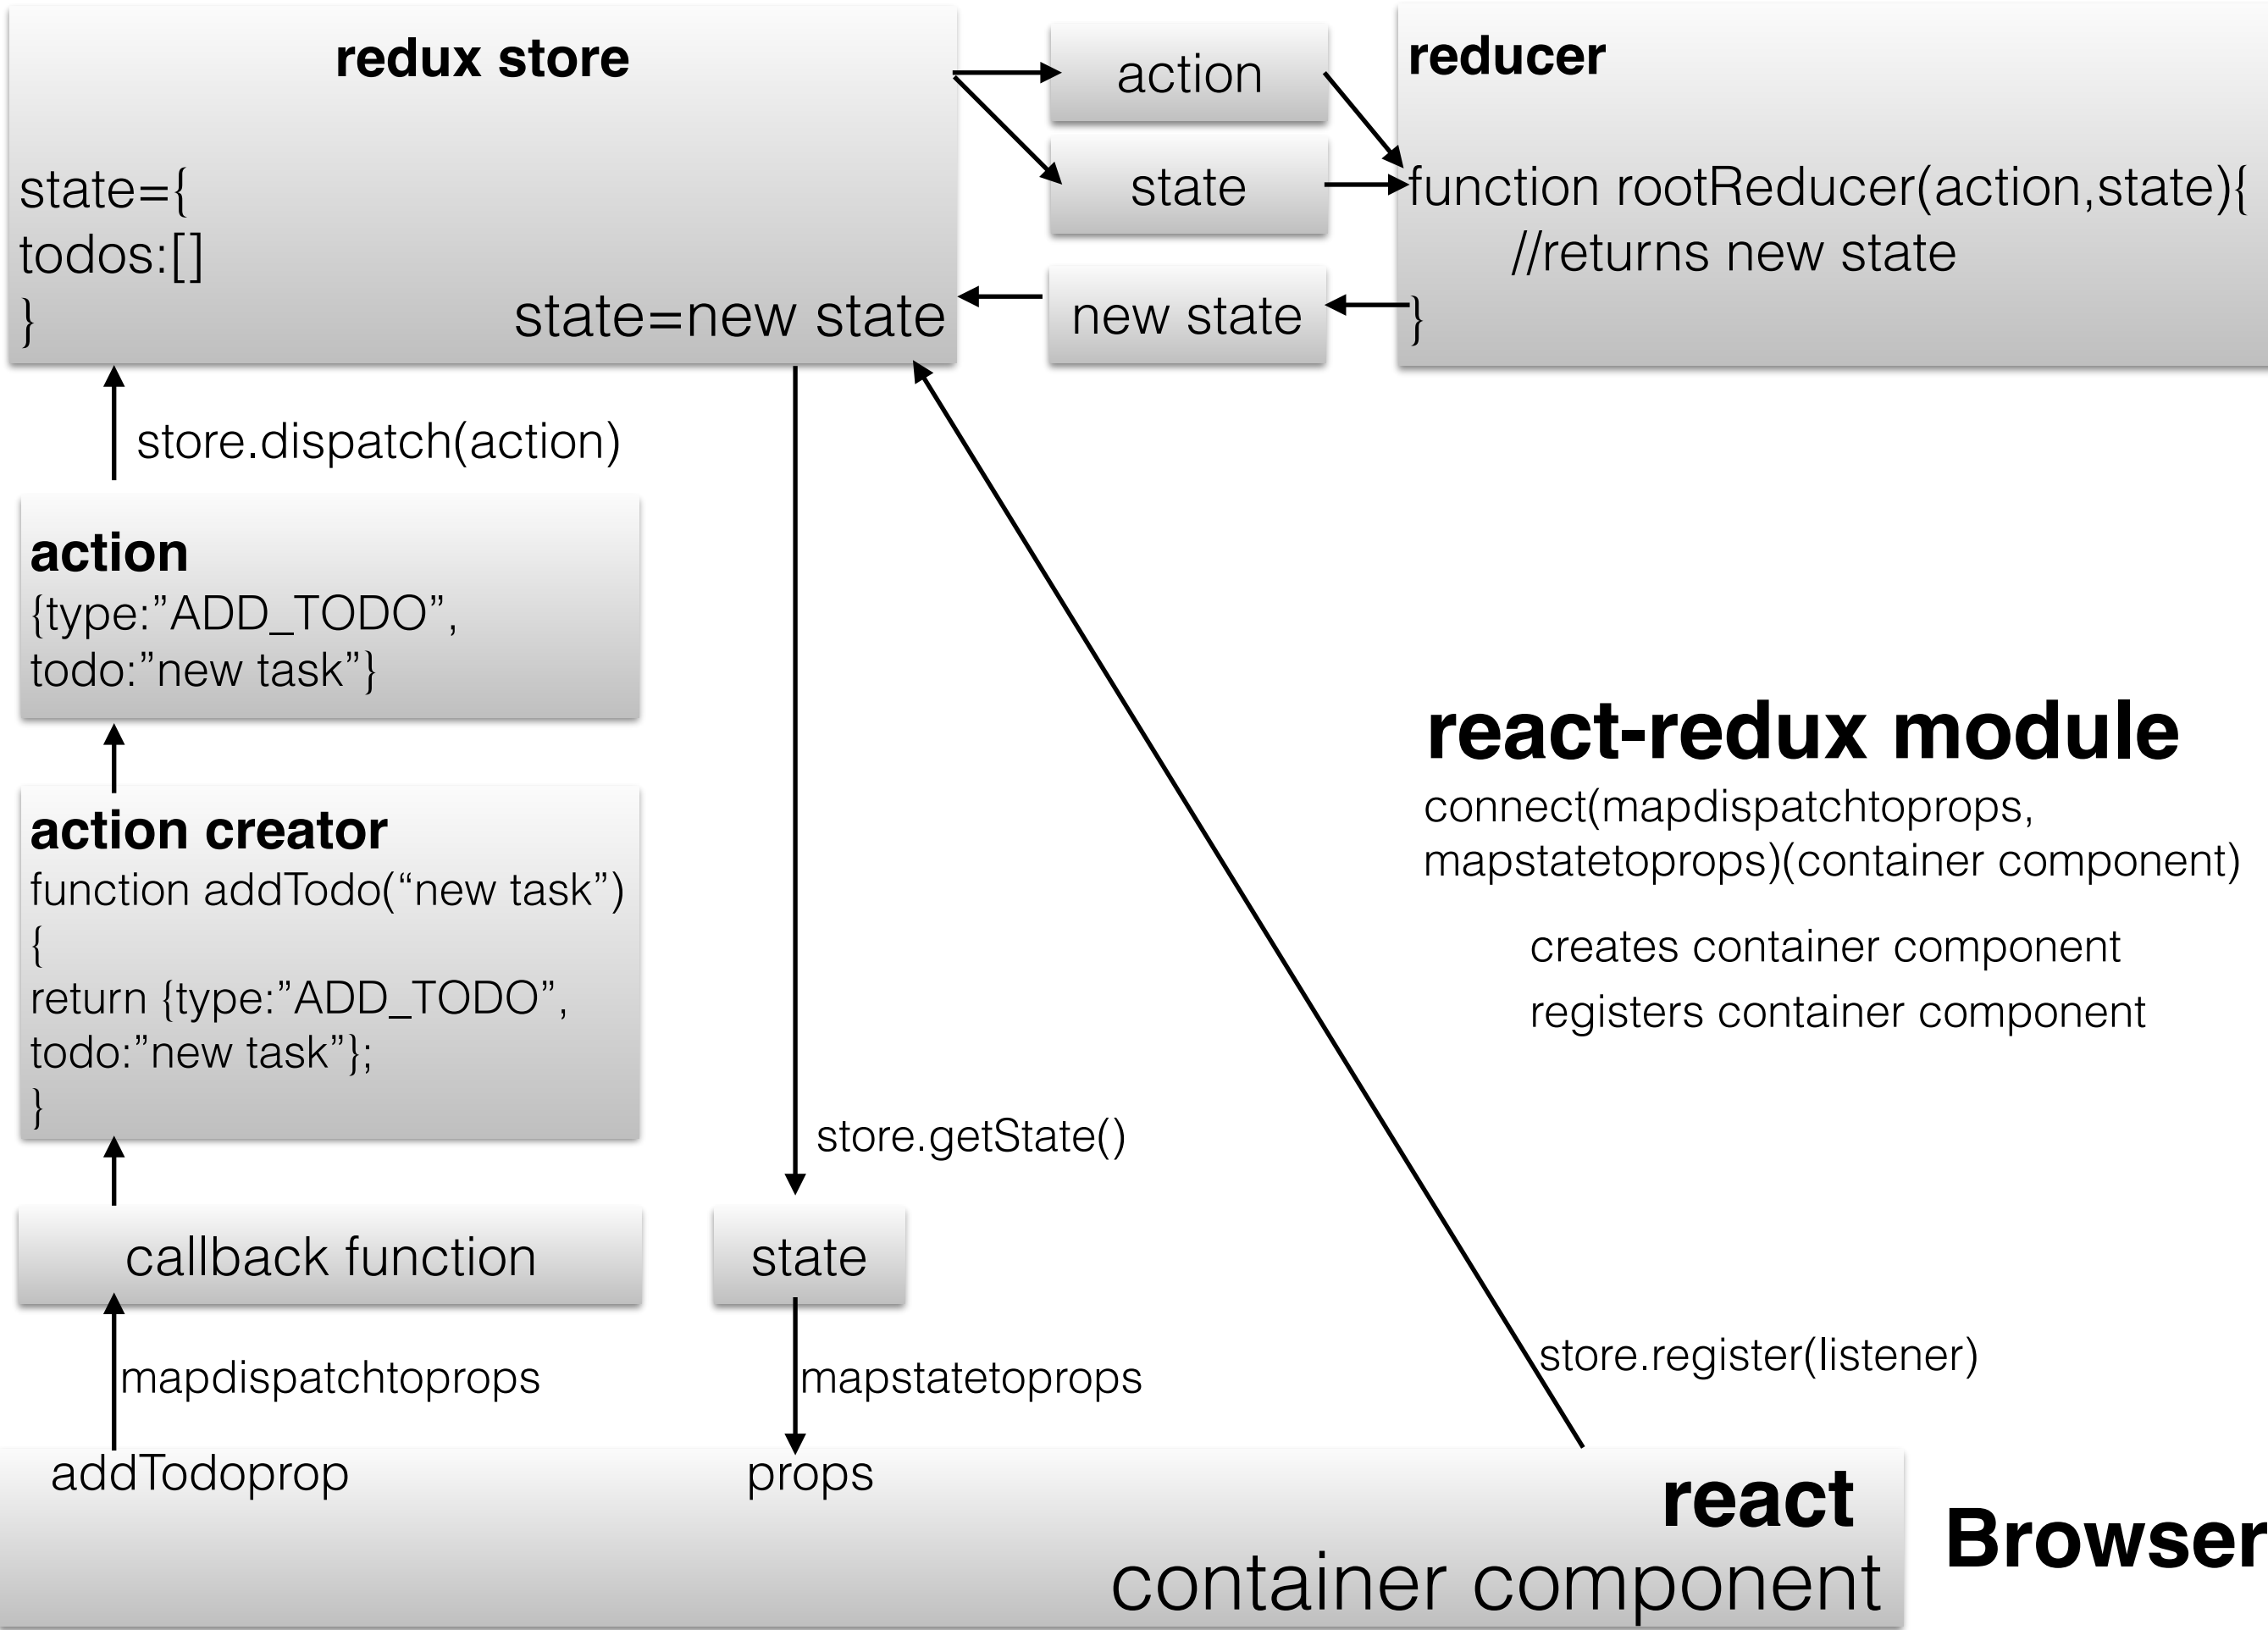 redux store
state={
todos:[]
}
state=new state
action
state
new state
reducer
function rootReducer(action,state){
//returns new state
}
store.dispatch(action)
action
{type:”ADD_TODO”,
todo:”new task”}
action creator
function addTodo(“new task”)
{
return {type:”ADD_TODO”,
todo:”new task”};
}
callback function
mapdispatchtoprops
addTodoprop
store.getState()
state
mapstatetoprops
props
react-redux module
connect(mapdispatchtoprops,
mapstatetoprops)(container component)
creates container component
registers container component
store.register(listener)
react
container component
Browser